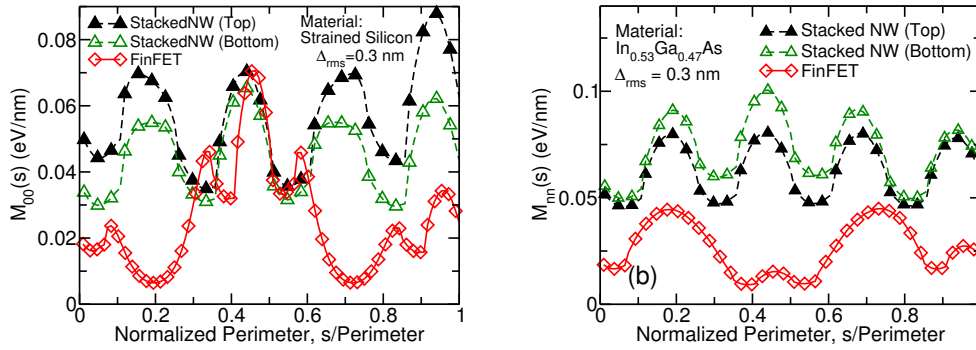 StackedNW (Top)
StackedNW (Bottom)
FinFET
Material:
Strained Silicon
Δrms=0.3 nm
M00(s) (eV/nm)
0.08
0.06
0.04
0.02
0
0 0.2 0.4 0.6 0.8 1
Normalized Perimeter, s/Perimeter
Material:
In0.53Ga0.47As
Δrms = 0.3 nm
Stacked NW (Top)
Stacked NW (Bottom)
FinFET
Mnn(s) (eV/nm)
0.1
0.05
0
(b)
0 0.2 0.4 0.6 0.8
Normalized Perimeter, s/Perimeter